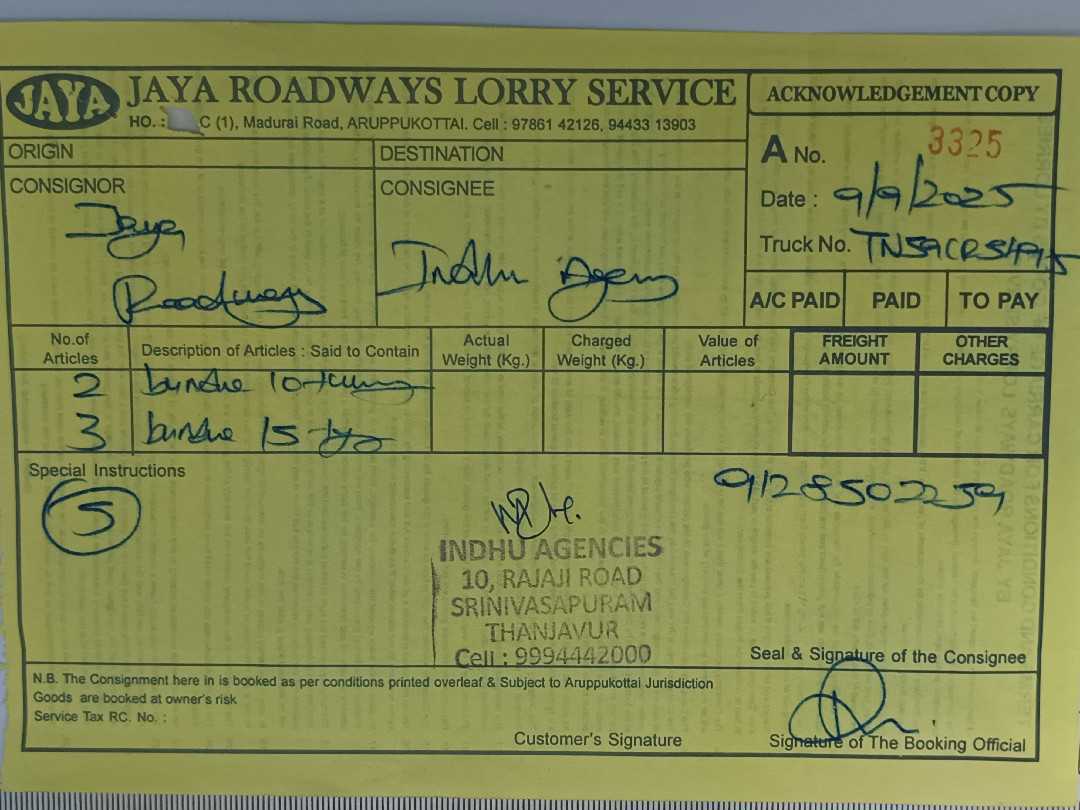 JAYA JAYA ROADWAYS LORRY SERVICE
HO. : C (1), Madurai Road, ARUPPUKOTTAI. Cell : 97861 42126, 94433 13903
ACKNOWLEDGEMENT COPY
ORIGIN DESTINATION
A No. 3325
CONSIGNOR CONSIGNEE
Date : 9/9/2025
Jaya
Truck No.
Roadways Indhu Agency
A/C PAID PAID TO PAY
No.of Articles Description of Articles : Said to Contain Actual Weight (Kg.) Charged Weight (Kg.) Value of Articles FREIGHT AMOUNT OTHER CHARGES
2 bundle 10
3 bundle 15
Special Instructions
5
9128502259
INDHU AGENCIES
10, RAJAJI ROAD
SRINIVASAPURAM
THANJAVUR
Cell : 9994442000
Seal & Signature of the Consignee
N.B. The Consignment here in is booked as per conditions printed overleaf & Subject to Aruppukottai Jurisdiction
Goods are booked at owner's risk
Service Tax RC. No. :
Customer's Signature Signature of The Booking Official